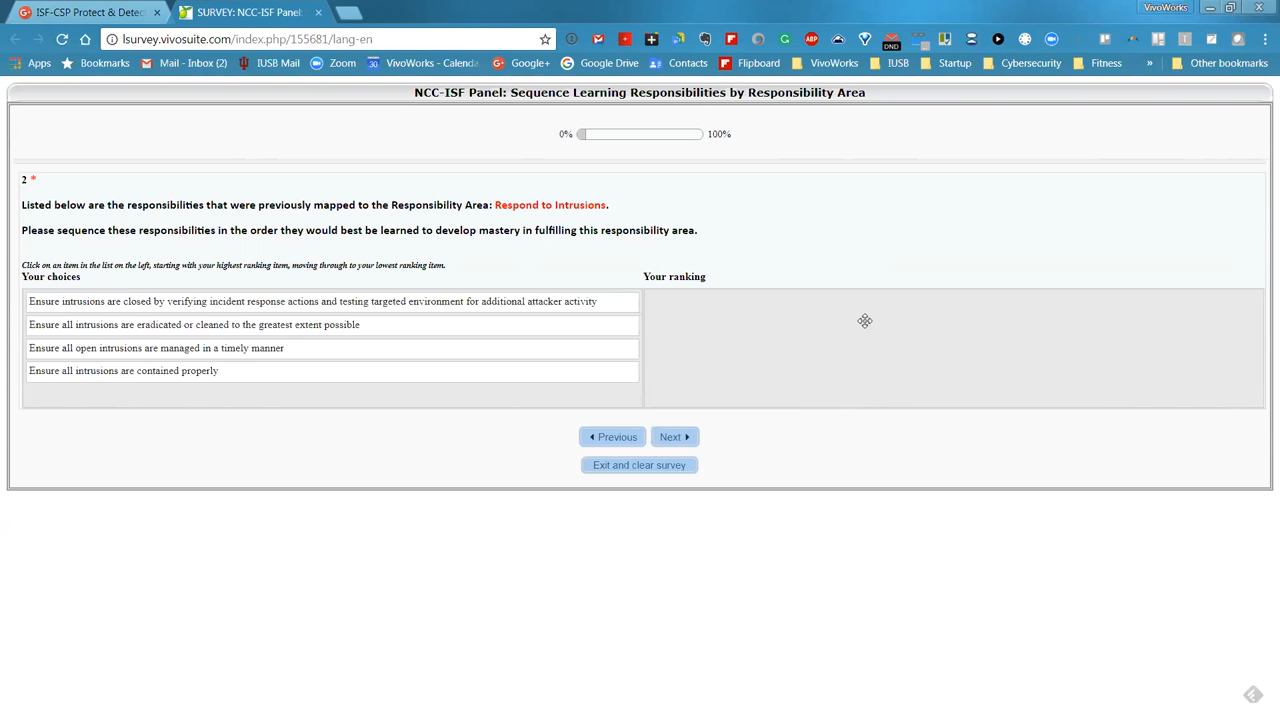 ISF-CSP Protect & Detec
SURVEY: NCC-ISF Panel:
VivoWorks
lsurvey.vivosuite.com/index.php/155681/lang-en
ABP
DND
Apps
Bookmarks
Mail - Inbox (2)
IUSB Mail
Zoom
VivoWorks - Calenda
Google+
Google Drive
Contacts
Flipboard
VivoWorks
IUSB
Startup
Cybersecurity
Fitness
»
Other bookmarks
NCC-ISF Panel: Sequence Learning Responsibilities by Responsibility Area
0% 100%
2 *
Listed below are the responsibilities that were previously mapped to the Responsibility Area: Respond to Intrusions.
Please sequence these responsibilities in the order they would best be learned to develop mastery in fulfilling this responsibility area.
Click on an item in the list on the left, starting with your highest ranking item, moving through to your lowest ranking item.
Your choices Your ranking
Ensure intrusions are closed by verifying incident response actions and testing targeted environment for additional attacker activity
Ensure all intrusions are eradicated or cleaned to the greatest extent possible
Ensure all open intrusions are managed in a timely manner
Ensure all intrusions are contained properly
Previous Next
Exit and clear survey